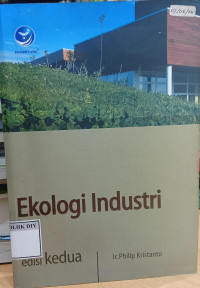 Ekologi Industri
edisi kedua
Ir.Philip Kristanto